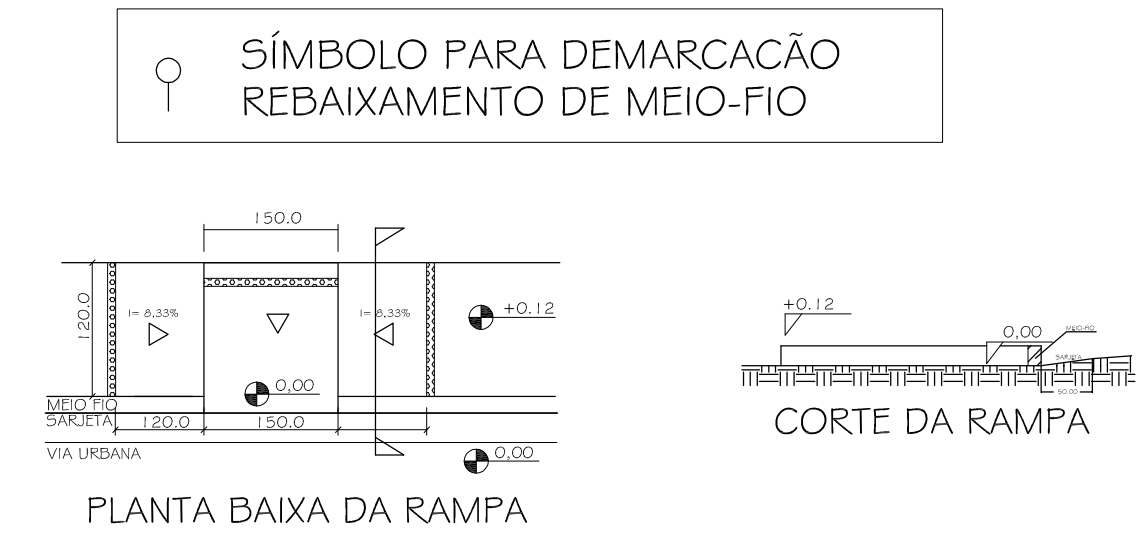 SÍMBOLO PARA DEMARCACÃO
REBAIXAMENTO DE MEIO-FIO
150.0
120.0
I= 8,33%
I= 8,33%
+0.12
0,00
MEIO FIO
SARJETA
120.0
150.0
VIA URBANA
0,00
PLANTA BAIXA DA RAMPA
+0.12
0,00
MEIO-FIO
SARJETA
50.00
CORTE DA RAMPA